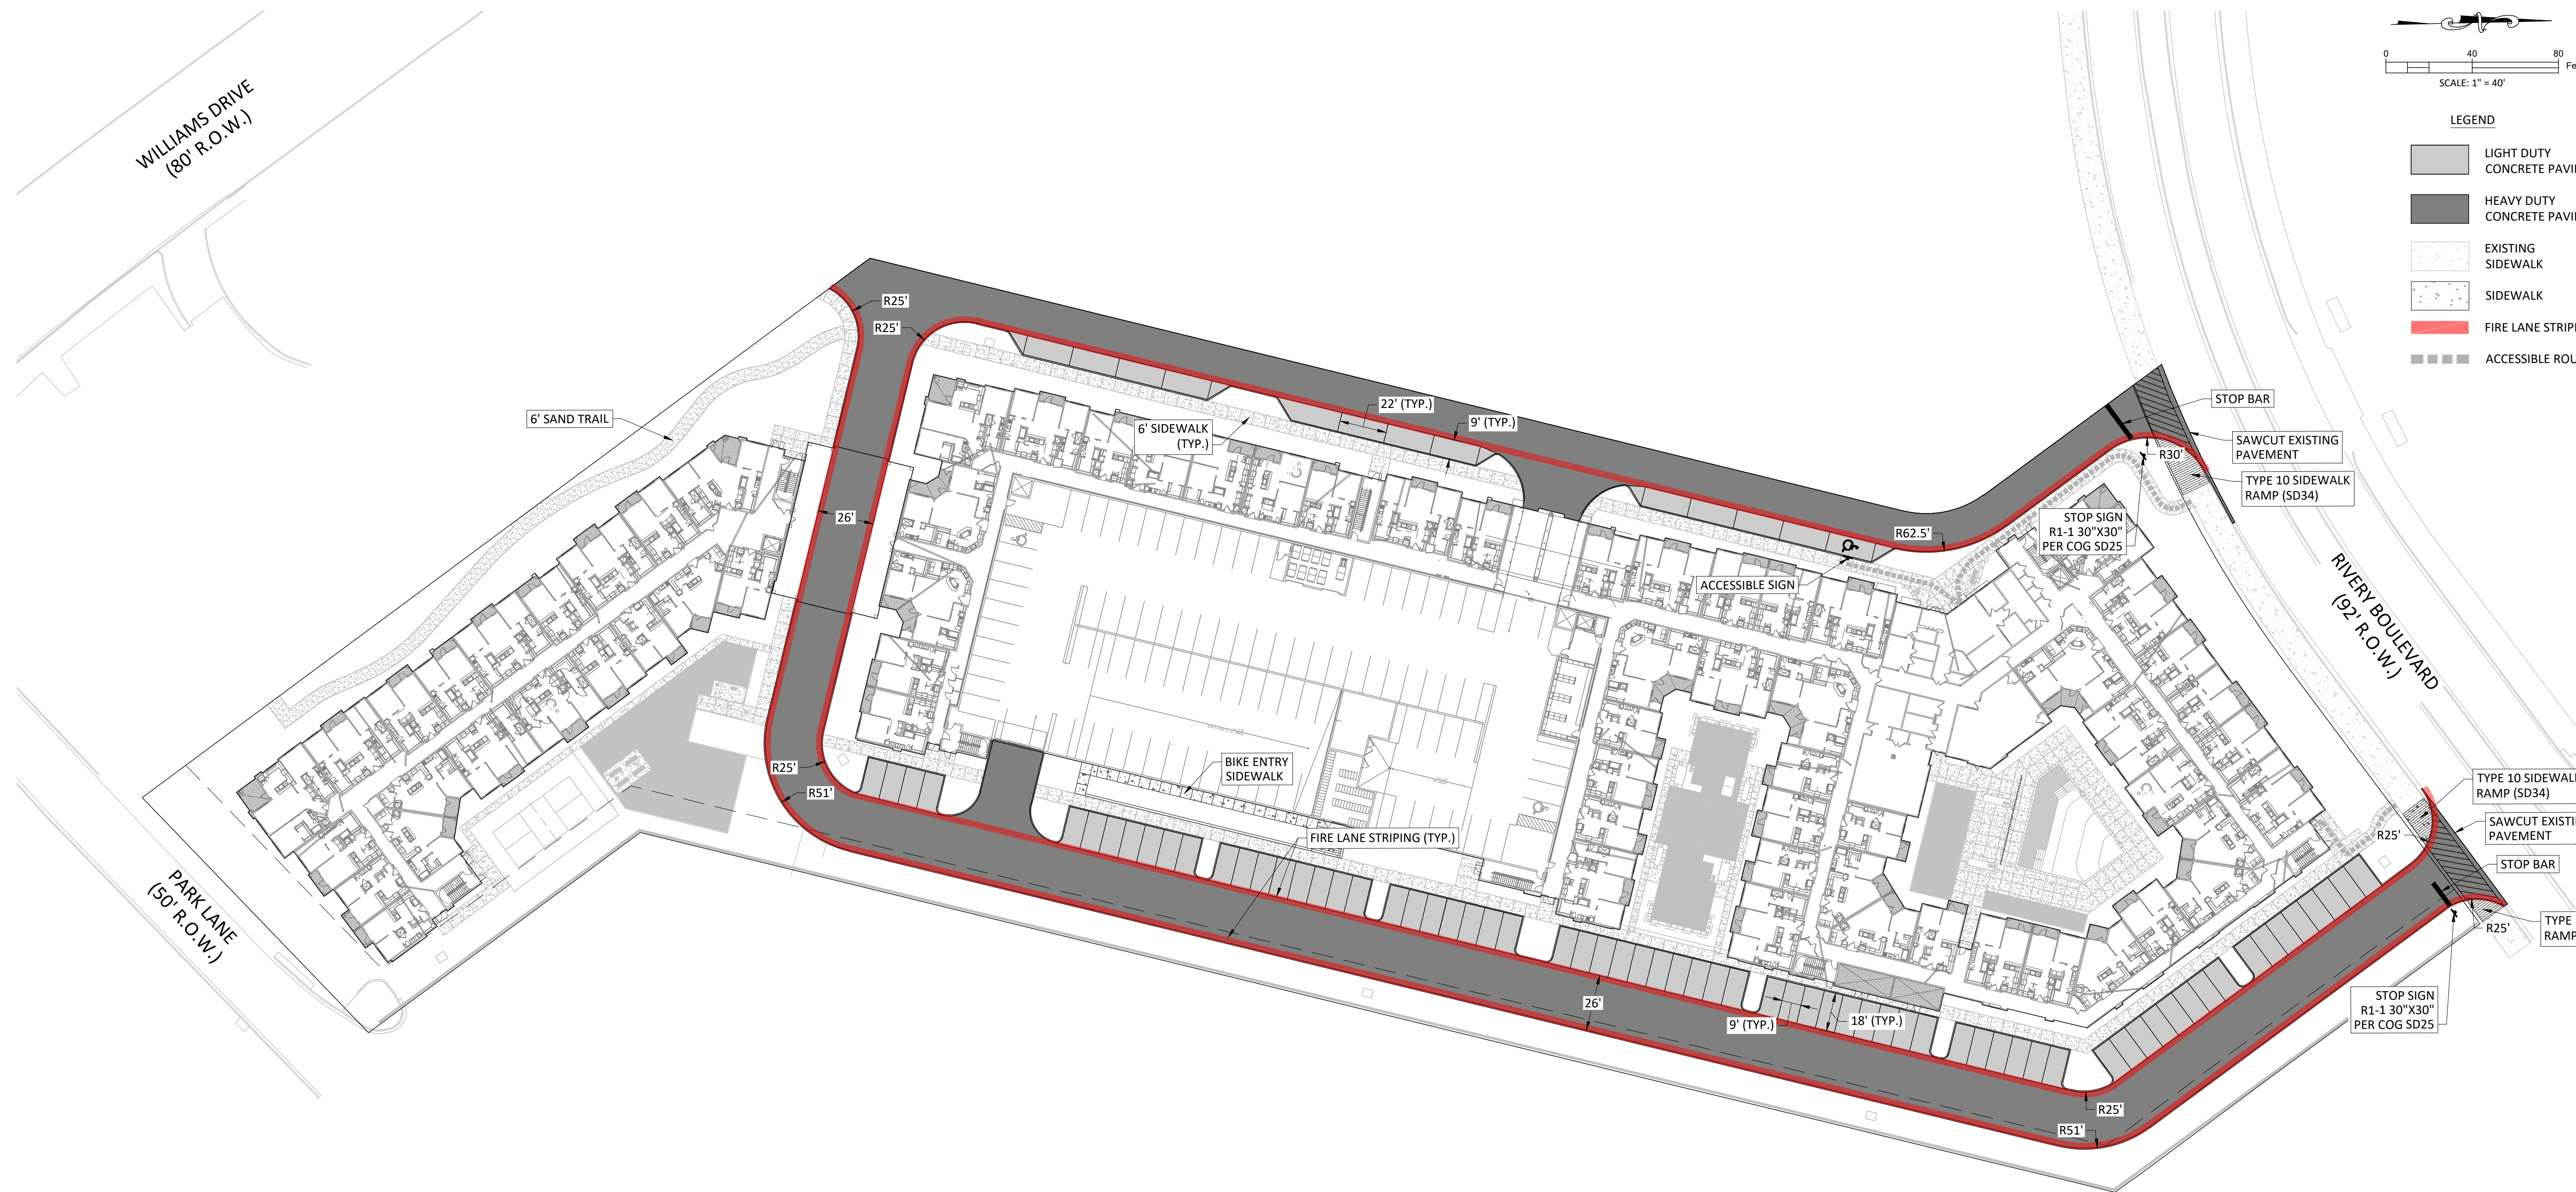 WILLIAMS DRIVE
(80' R.O.W.)
0 40 80
Fe
SCALE: 1" = 40'
LEGEND
LIGHT DUTY
CONCRETE PAVI
HEAVY DUTY
CONCRETE PAVI
EXISTING
SIDEWALK
SIDEWALK
FIRE LANE STRIP
ACCESSIBLE ROU
R25'
R25'
6' SAND TRAIL
22' (TYP.)
9' (TYP.)
6' SIDEWALK
(TYP.)
STOP BAR
SAWCUT EXISTING
PAVEMENT
R30'
TYPE 10 SIDEWALK
RAMP (SD34)
26'
STOP SIGN
R1-1 30"X30"
PER COG SD25
R62.5'
ACCESSIBLE SIGN
RIVERY BOULEVARD
(92' R.O.W.)
R25'
R51'
BIKE ENTRY
SIDEWALK
FIRE LANE STRIPING (TYP.)
TYPE 10 SIDEWAL
RAMP (SD34)
SAWCUT EXISTI
PAVEMENT
R25'
STOP BAR
TYPE
RAMP
R25'
PARK LANE
(50' R.O.W.)
26'
9' (TYP.)
18' (TYP.)
STOP SIGN
R1-1 30"X30"
PER COG SD25
R25'
R51'